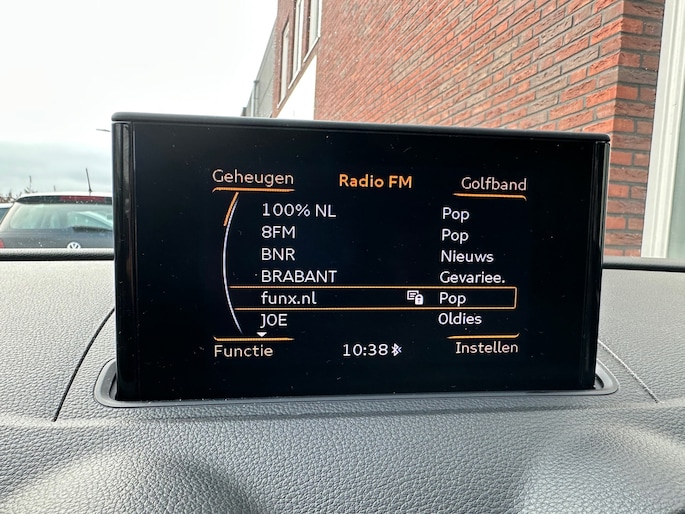 Geheugen Radio FM Golfband
100% NL Pop
8FM Pop
BNR Nieuws
BRABANT Gevariee.
funx.nl Pop
JOE Oldies
Functie 10:38 Instellen